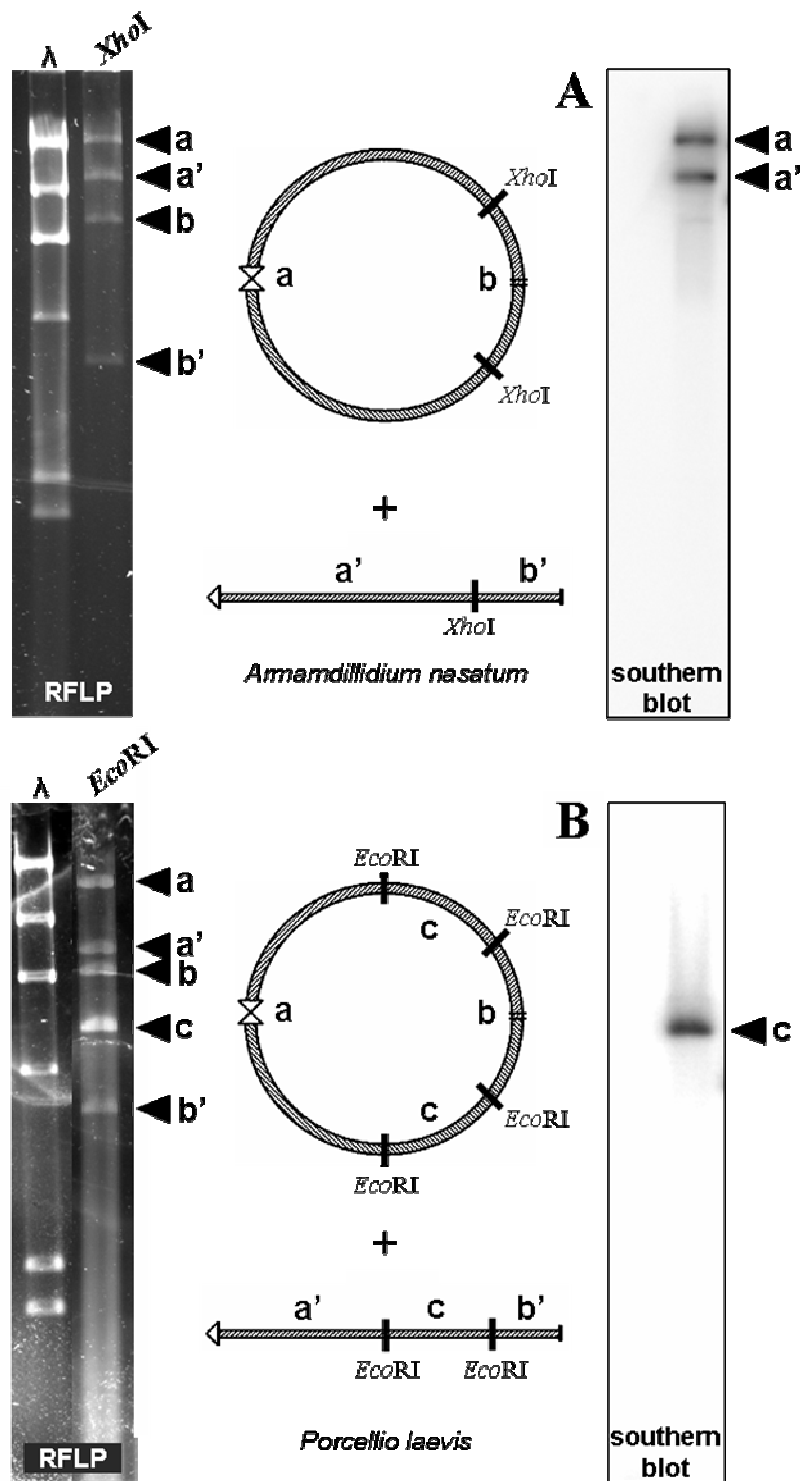 λ XhoI
A
a
a'
b
b'
XhoI
a
b
XhoI
+
a'
b'
XhoI
Armamdillidium nasatum
RFLP
a
a'
southern
blot
λ EcoRI
B
a
a'
b
c
b'
EcoRI
c
EcoRI
a
b
c
EcoRI
EcoRI
+
a'
c
b'
EcoRI
EcoRI
Porcellio laevis
RFLP
c
southern
blot